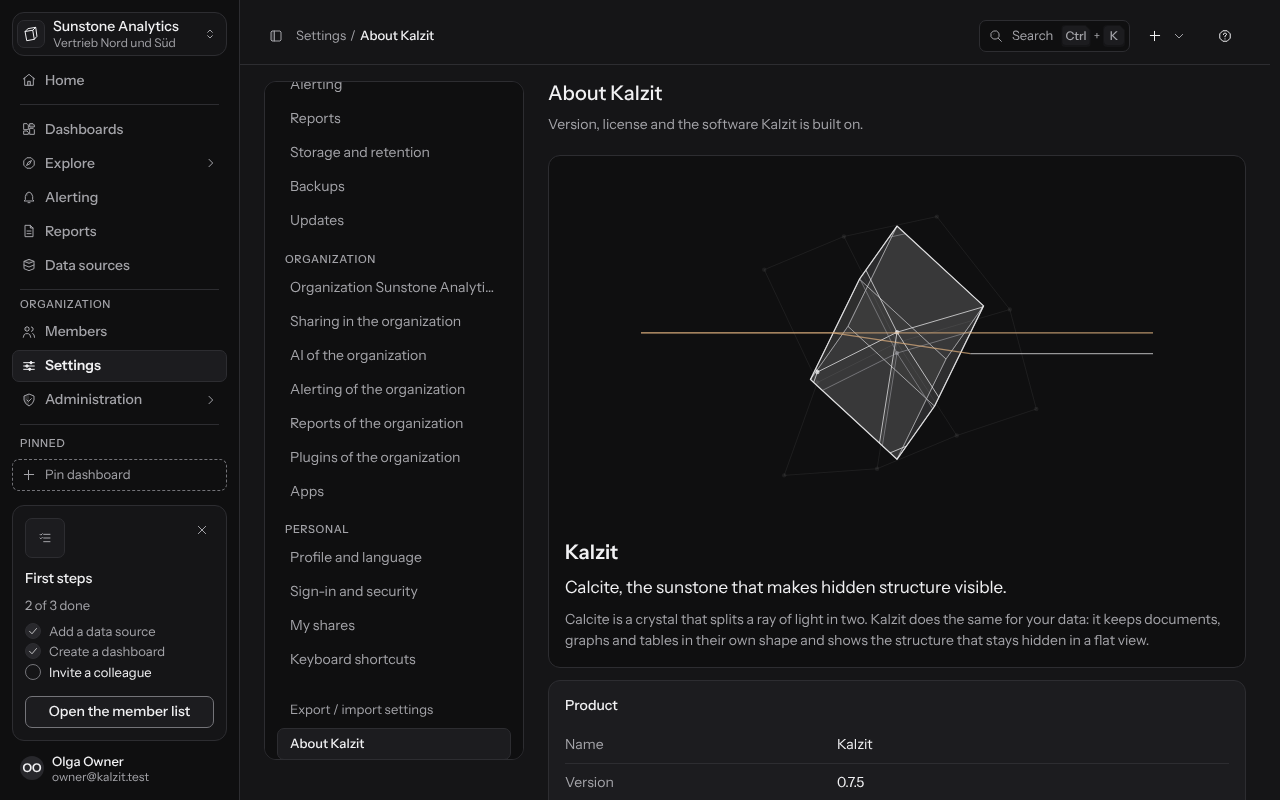 Sunstone Analytics
Vertrieb Nord und Süd
Home
Dashboards
Explore
Alerting
Reports
Data sources
ORGANIZATION
Members
Settings
Administration
PINNED
Pin dashboard
First steps
2 of 3 done
Add a data source
Create a dashboard
Invite a colleague
Open the member list
OO
Olga Owner
owner@kalzit.test
Settings / About Kalzit
Search Ctrl + K
Alerting
Reports
Storage and retention
Backups
Updates
ORGANIZATION
Organization Sunstone Analyti...
Sharing in the organization
AI of the organization
Alerting of the organization
Reports of the organization
Plugins of the organization
Apps
PERSONAL
Profile and language
Sign-in and security
My shares
Keyboard shortcuts
Export / import settings
About Kalzit
About Kalzit
Version, license and the software Kalzit is built on.
Kalzit
Calcite, the sunstone that makes hidden structure visible.
Calcite is a crystal that splits a ray of light in two. Kalzit does the same for your data: it keeps documents,
graphs and tables in their own shape and shows the structure that stays hidden in a flat view.
Product
Name Kalzit
Version 0.7.5